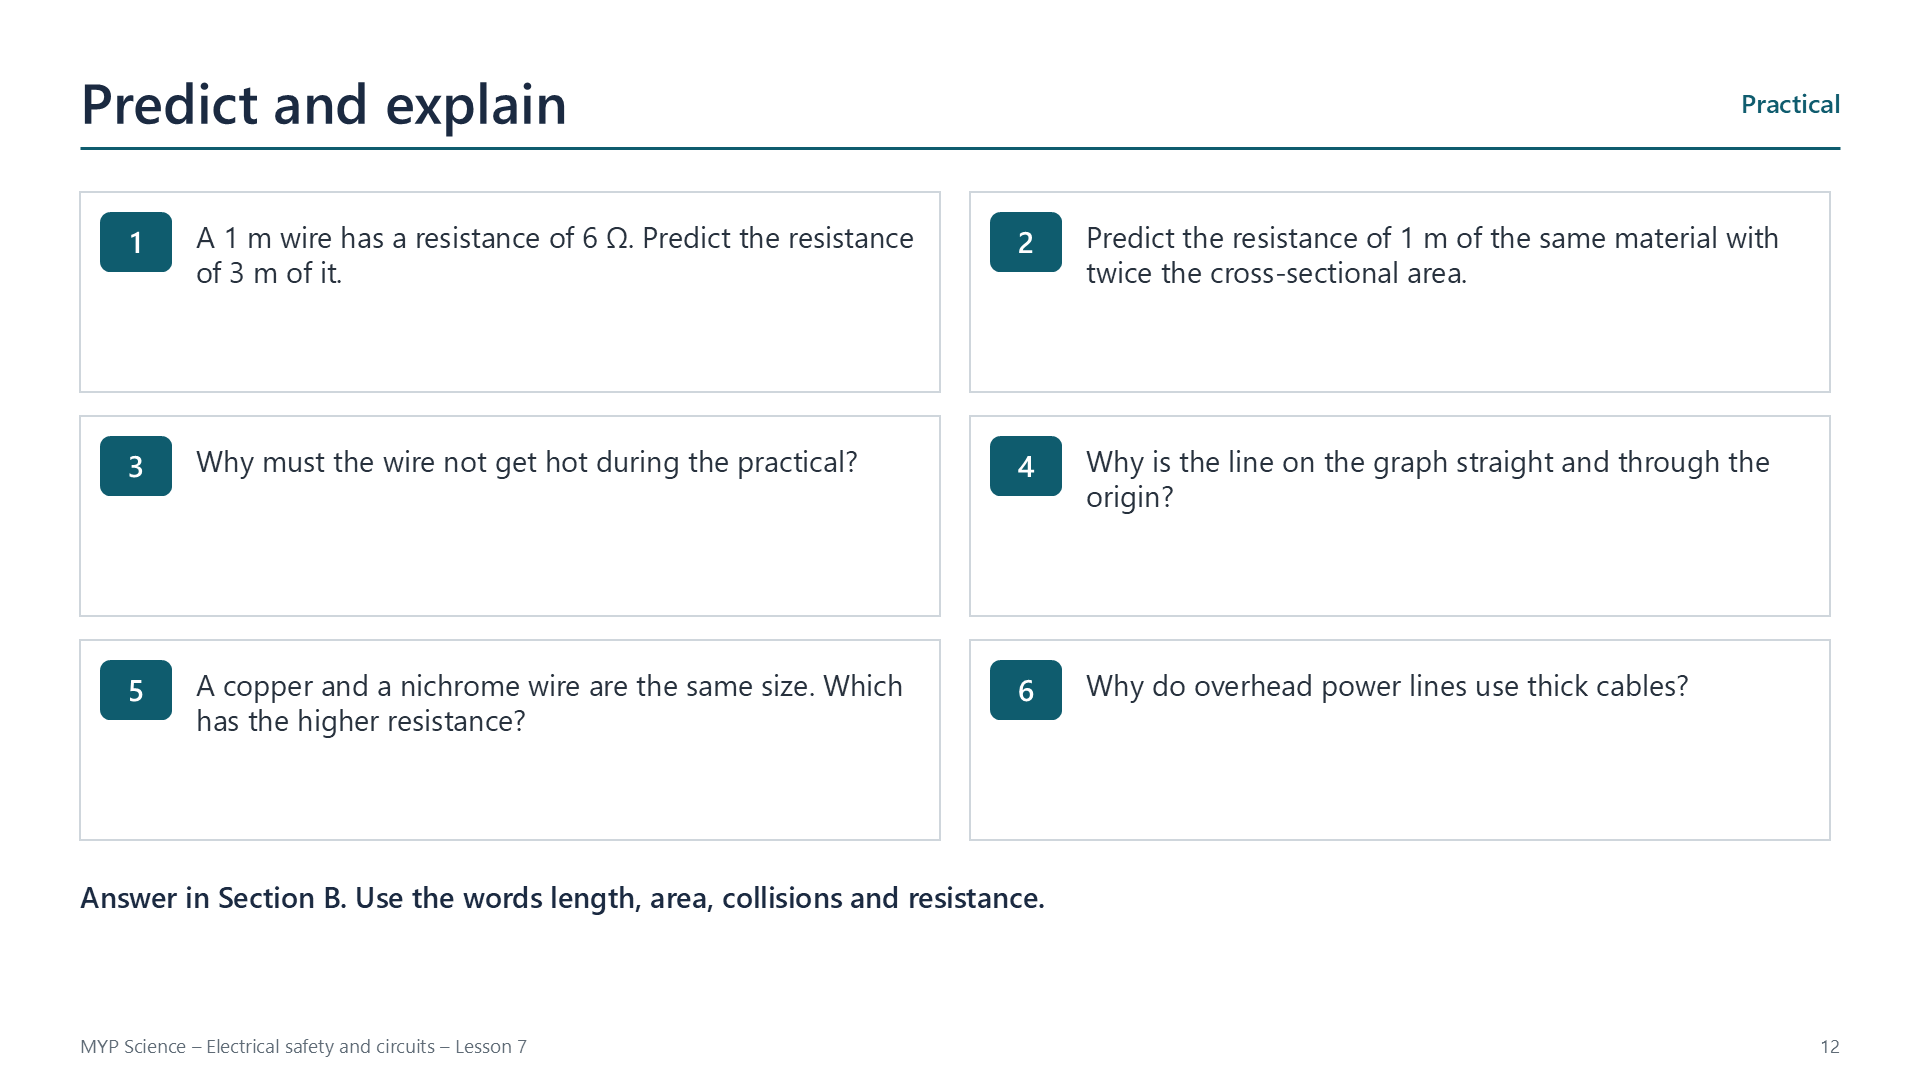 Predict and explain
Practical
1
A 1 m wire has a resistance of 6 Ω. Predict the resistance
of 3 m of it.
2
Predict the resistance of 1 m of the same material with
twice the cross-sectional area.
3
Why must the wire not get hot during the practical?
4
Why is the line on the graph straight and through the
origin?
5
A copper and a nichrome wire are the same size. Which
has the higher resistance?
6
Why do overhead power lines use thick cables?
Answer in Section B. Use the words length, area, collisions and resistance.
MYP Science – Electrical safety and circuits – Lesson 7
12